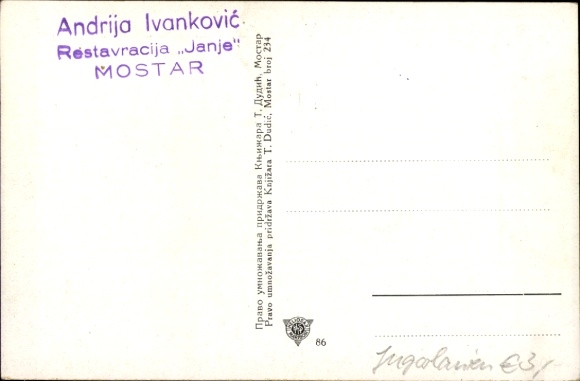 Andrija Ivanković
Restavracija „Janje"
MOSTAR
Право умножавања придржава Књижара Т. Дудић, Мостар
Pravo umnožavanja pridržava Knjižara T. Dudić, Mostar broj 234
86
Jugoslawien € 3,-